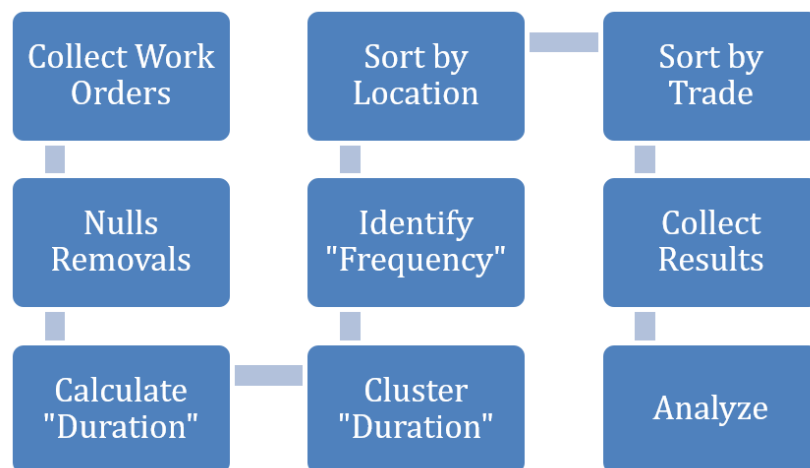 Collect Work
Orders
Nulls
Removals
Calculate
"Duration"
Cluster
"Duration"
Identify
"Frequency"
Sort by
Location
Sort by
Trade
Collect
Results
Analyze